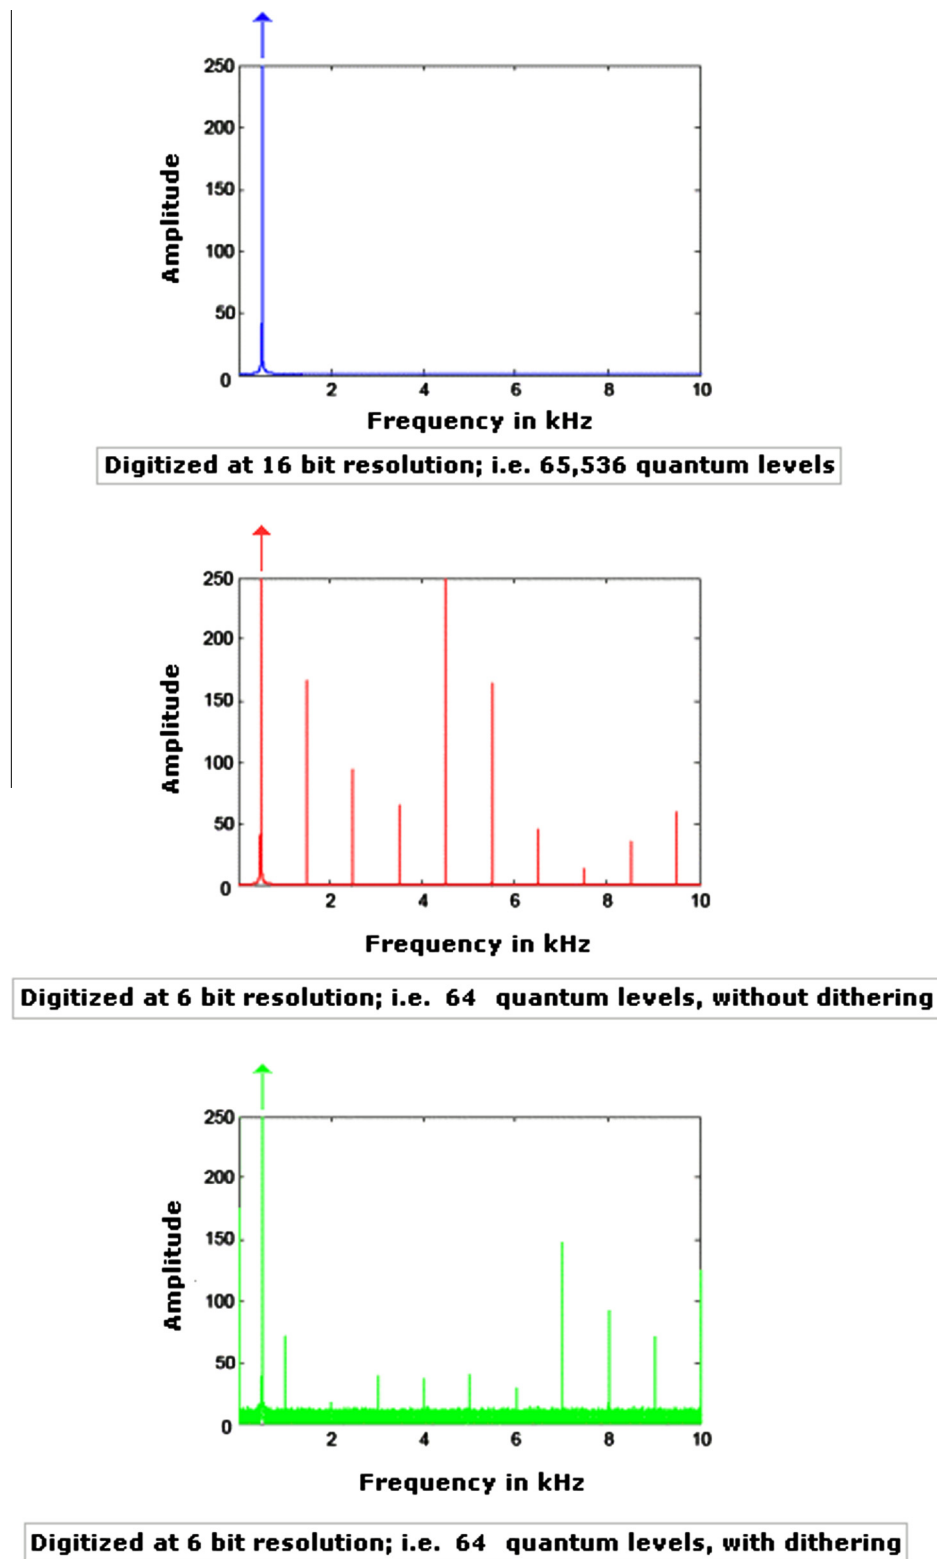 250
200
150
100
50
0
Amplitude
2 4 6 8 10
Frequency in kHz
Digitized at 16 bit resolution; i.e. 65,536 quantum levels
250
200
150
100
50
0
Amplitude
2 4 6 8 10
Frequency in kHz
Digitized at 6 bit resolution; i.e. 64 quantum levels, without dithering
250
200
150
100
50
0
Amplitude
2 4 6 8 10
Frequency in kHz
Digitized at 6 bit resolution; i.e. 64 quantum levels, with dithering